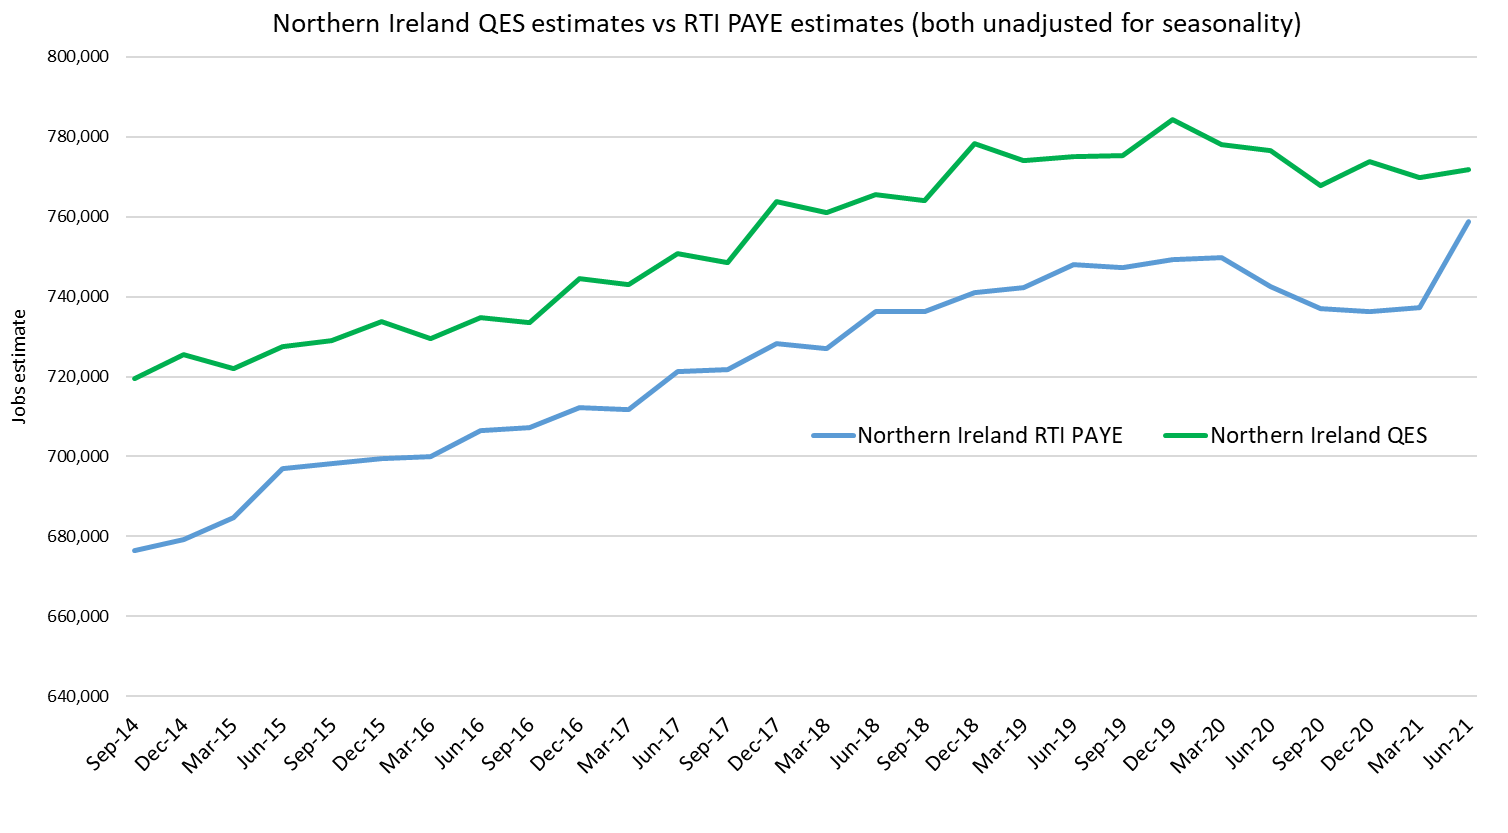 Northern Ireland QES estimates vs RTI PAYE estimates (both unadjusted for seasonality)
800,000
780,000
760,000
740,000
720,000
700,000
680,000
660,000
640,000
Jobs estimate
Northern Ireland RTI PAYE
Northern Ireland QES
Sep-14
Dec-14
Mar-15
Jun-15
Sep-15
Dec-15
Mar-16
Jun-16
Sep-16
Dec-16
Mar-17
Jun-17
Sep-17
Dec-17
Mar-18
Jun-18
Sep-18
Dec-18
Mar-19
Jun-19
Sep-19
Dec-19
Mar-20
Jun-20
Sep-20
Dec-20
Mar-21
Jun-21